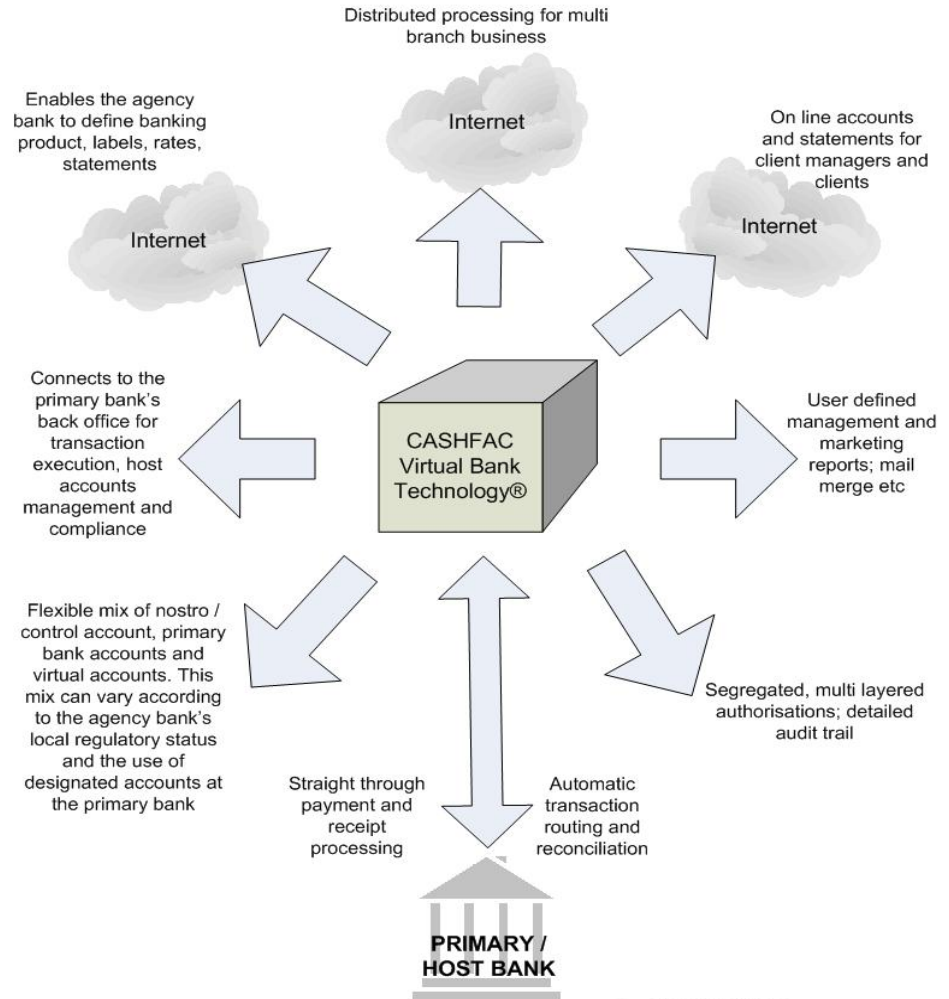 Distributed processing for multi
branch business
Internet
Enables the agency
bank to define banking
product, labels, rates,
statements
Internet
On line accounts
and statements for
client managers and
clients
Internet
Connects to the
primary bank's
back office for
transaction
execution, host
accounts
management and
compliance
CASHFAC
Virtual Bank
Technology®
User defined
management and
marketing
reports; mail
merge etc
Flexible mix of nostro /
control account, primary
bank accounts and
virtual accounts. This
mix can vary according
to the agency bank's
local regulatory status
and the use of
designated accounts at
the primary bank
Segregated, multi layered
authorisations; detailed
audit trail
Straight through
payment and
receipt
processing
Automatic
transaction
routing and
reconciliation
PRIMARY /
HOST BANK